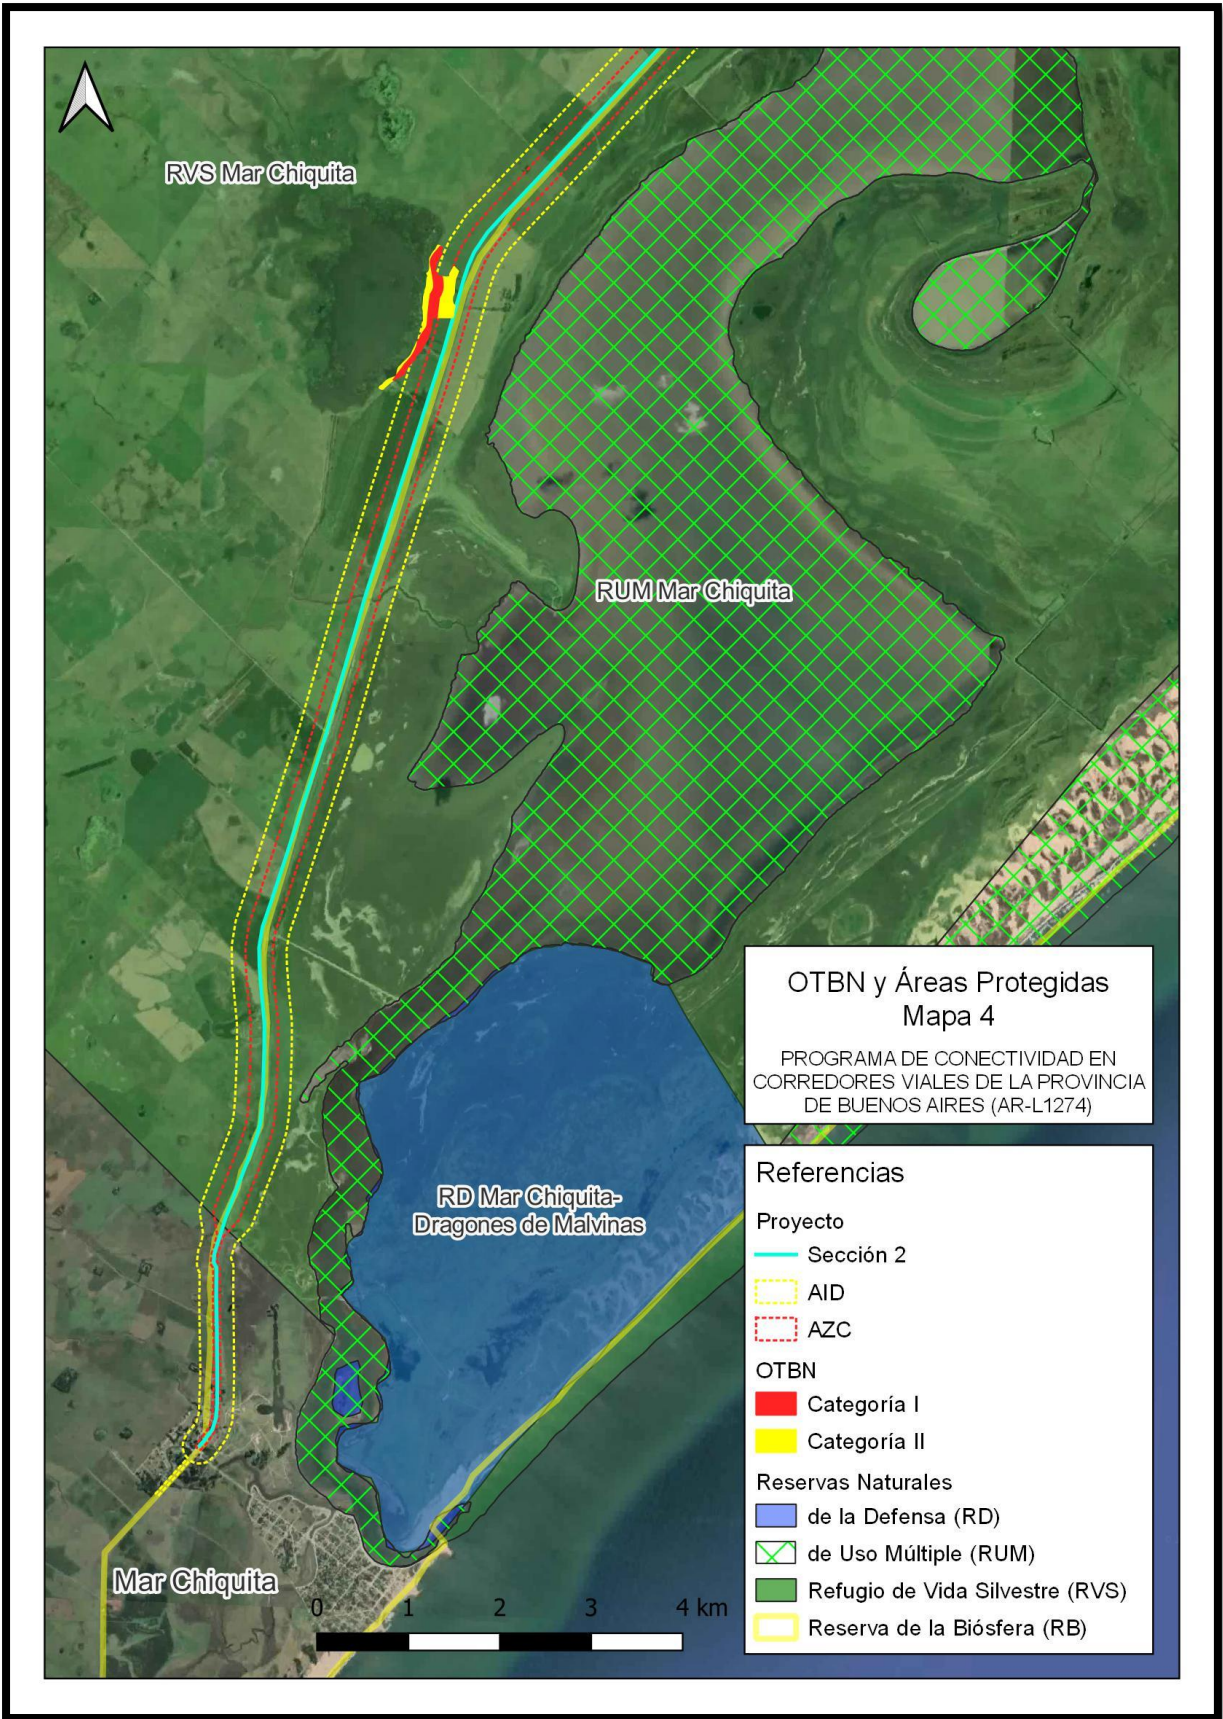 RVS Mar Chiquita
RUM Mar Chiquita
RD Mar Chiquita-
Dragones de Malvinas
Mar Chiquita
0 1 2 3 4 km
OTBN y Áreas Protegidas
Mapa 4
PROGRAMA DE CONECTIVIDAD EN
CORREDORES VIALES DE LA PROVINCIA
DE BUENOS AIRES (AR-L1274)
Referencias
Proyecto
Sección 2
AID
AZC
OTBN
Categoría I
Categoría II
Reservas Naturales
de la Defensa (RD)
de Uso Múltiple (RUM)
Refugio de Vida Silvestre (RVS)
Reserva de la Biósfera (RB)